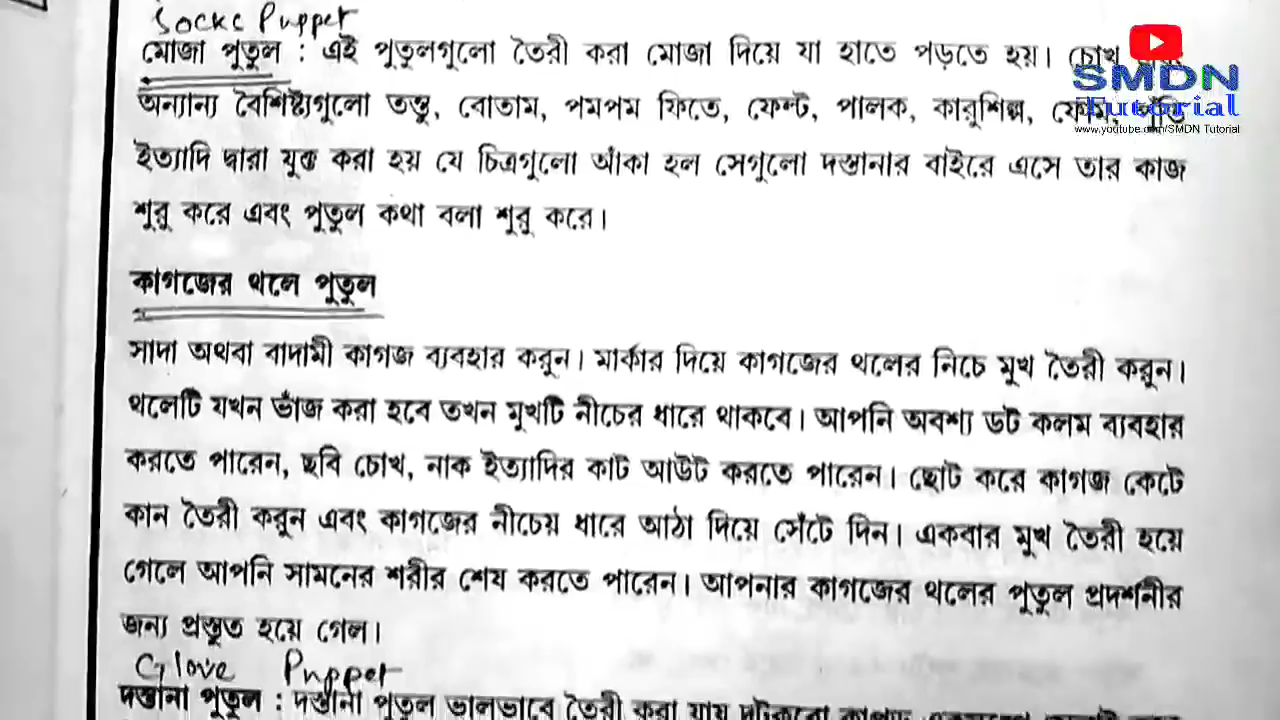 Socks Puppet
মোজা পুতুল : এই পুতুলগুলো তৈরী করা মোজা দিয়ে যা হাতে পড়তে হয়। চোখ
SMDN
Tutorial
www.youtube.com/SMDN Tutorial
অন্যান্য বৈশিষ্ট্যগুলো তন্তু, বোতাম, পমপম ফিতে, ফেল্ট, পালক, কারুশিল্প, ফোম, পুঁতি
ইত্যাদি দ্বারা যুক্ত করা হয় যে চিত্রগুলো আঁকা হল সেগুলো দস্তানার বাইরে এসে তার কাজ
শুরু করে এবং পুতুল কথা বলা শুরু করে।
কাগজের থলে পুতুল
সাদা অথবা বাদামী কাগজ ব্যবহার করুন। মার্কার দিয়ে কাগজের থলের নিচে মুখ তৈরী করুন।
থলেটি যখন ভাঁজ করা হবে তখন মুখটি নীচের ধারে থাকবে। আপনি অবশ্য ডট কলম ব্যবহার
করতে পারেন, ছবি চোখ, নাক ইত্যাদির কাট আউট করতে পারেন। ছোট করে কাগজ কেটে
কান তৈরী করুন এবং কাগজের নীচেয় ধারে আঠা দিয়ে সেঁটে দিন। একবার মুখ তৈরী হয়ে
গেলে আপনি সামনের শরীর শেষ করতে পারেন। আপনার কাগজের থলের পুতুল প্রদর্শনীর
জন্য প্রস্তুত হয়ে গেল।
Glove Puppet
দস্তানা পুতুল : দস্তানা পুতুল ভালভাবে তৈরী করা যায়